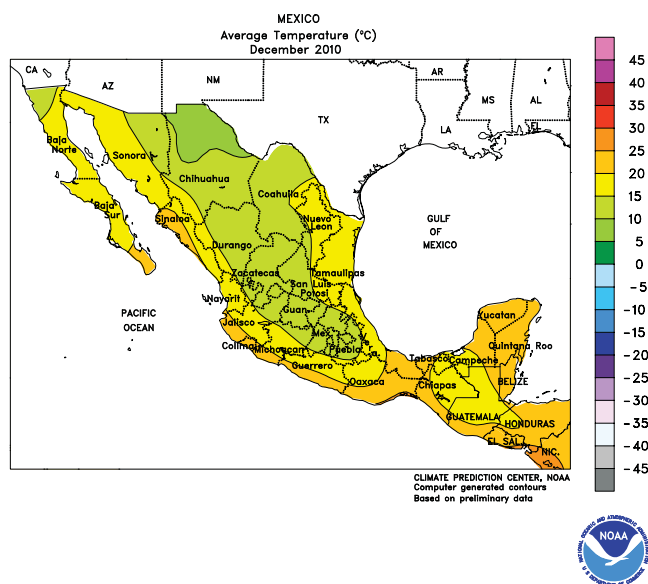 MEXICO
Average Temperature (°C)
December 2010
CA
AZ
NM
TX
AR
MS
AL
LA
FL
Baja
Norte
Sonora
Chihuahua
Coahuila
Baja
Sur
Sinaloa
Nuevo
Leon
Durango
Zacatecas
Tamaulipas
San Luis
Potosi
Nayarit
Guan
Jalisco
Mex
Colima
Michoacan
Puebla
Guerrero
Oaxaca
Tabasco
Campeche
Chiapas
Yucatan
Quintana Roo
BELIZE
GUATEMALA
HONDURAS
EL SAL.
NIC.
GULF
OF
MEXICO
PACIFIC
OCEAN
45
40
35
30
25
20
15
10
5
0
-5
-10
-15
-20
-25
-30
-35
-40
-45
CLIMATE PREDICTION CENTER, NOAA
Computer generated contours
Based on preliminary data
NOAA